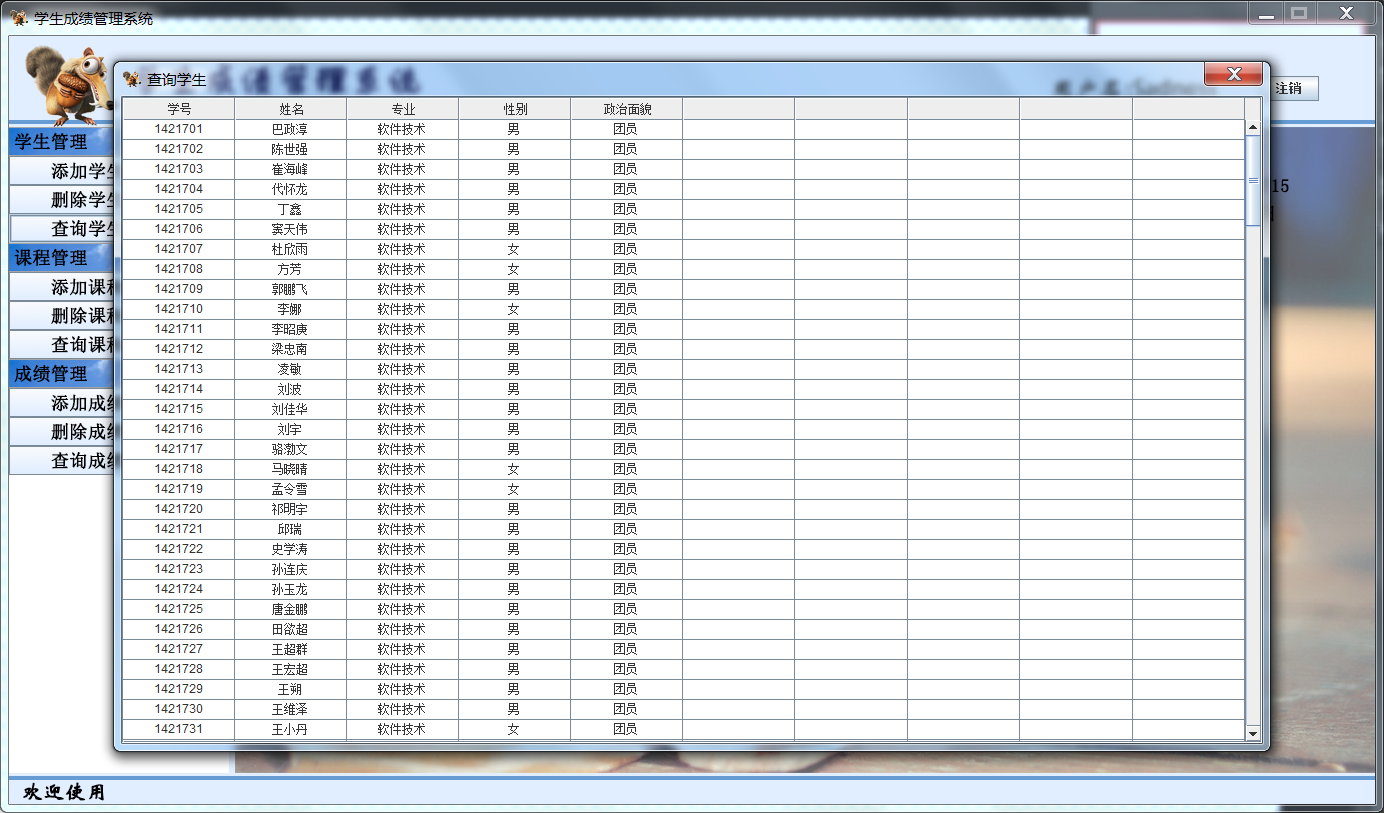 学生成绩管理系统
查询学生
注销
学生管理
添加学生
删除学生
查询学生
课程管理
添加课程
删除课程
查询课程
成绩管理
添加成绩
删除成绩
查询成绩
15
学号 姓名 专业 性别 政治面貌
1421701 巴政淳 软件技术 男 团员
1421702 陈世强 软件技术 男 团员
1421703 崔海峰 软件技术 男 团员
1421704 代怀龙 软件技术 男 团员
1421705 丁鑫 软件技术 男 团员
1421706 窦天伟 软件技术 男 团员
1421707 杜欣雨 软件技术 女 团员
1421708 方芳 软件技术 女 团员
1421709 郭鹏飞 软件技术 男 团员
1421710 李娜 软件技术 女 团员
1421711 李昭庚 软件技术 男 团员
1421712 梁忠南 软件技术 男 团员
1421713 凌敏 软件技术 男 团员
1421714 刘波 软件技术 男 团员
1421715 刘佳华 软件技术 男 团员
1421716 刘宇 软件技术 男 团员
1421717 骆渤文 软件技术 男 团员
1421718 马晓晴 软件技术 女 团员
1421719 孟令雪 软件技术 女 团员
1421720 祁明宇 软件技术 男 团员
1421721 邱瑞 软件技术 男 团员
1421722 史学涛 软件技术 男 团员
1421723 孙连庆 软件技术 男 团员
1421724 孙玉龙 软件技术 男 团员
1421725 唐金鹏 软件技术 男 团员
1421726 田欲超 软件技术 男 团员
1421727 王超群 软件技术 男 团员
1421728 王宏超 软件技术 男 团员
1421729 王朔 软件技术 男 团员
1421730 王维泽 软件技术 男 团员
1421731 王小丹 软件技术 女 团员
欢迎使用